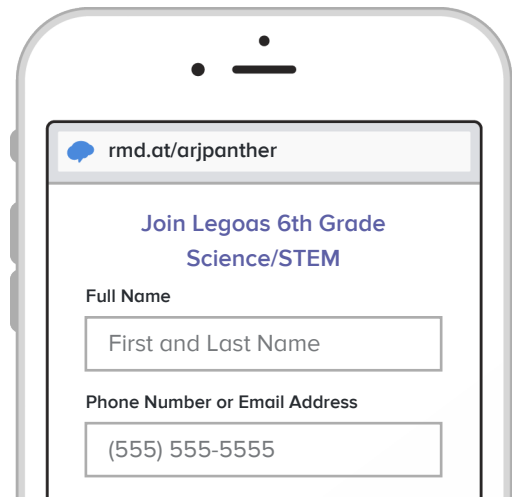 rmd.at/arjpanther
Join Legoas 6th Grade
Science/STEM
Full Name
First and Last Name
Phone Number or Email Address
(555) 555-5555